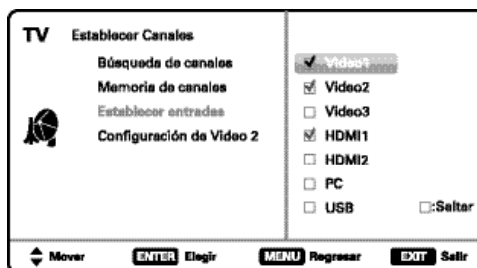 TV
Establecer Canales
Búsqueda de canales
Memoria de canales
Establecer entradas
Configuración de Video 2
Video1
Video2
Video3
HDMI1
HDMI2
PC
USB
:Saltar
Mover ENTER Elegir MENU Regresar EXIT Salir